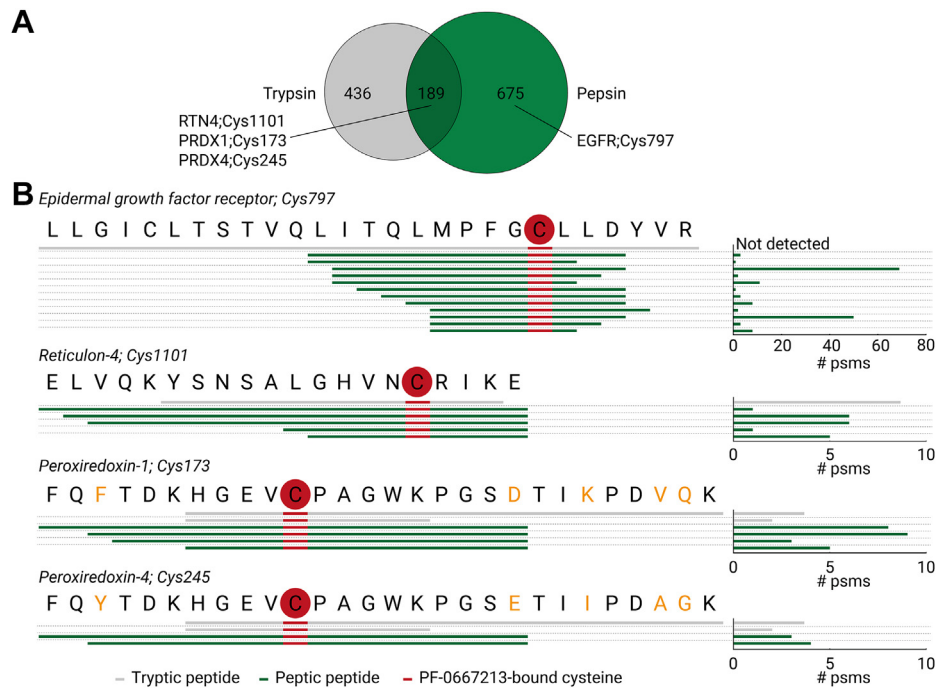 A
Trypsin 436 189 675 Pepsin
RTN4;Cys1101
PRDX1;Cys173
PRDX4;Cys245
EGFR;Cys797
B
Epidermal growth factor receptor; Cys797
L L G I C L T S T V Q L I T Q L M P F G C L L D Y V R
Not detected
0 20 40 60 80
# psms
Reticulon-4; Cys1101
E L V Q K Y S N S A L G H V N C R I K E
0 5 10
# psms
Peroxiredoxin-1; Cys173
F Q F T D K H G E V C P A G W K P G S D T I K P D V Q K
0 5 10
# psms
Peroxiredoxin-4; Cys245
F Q Y T D K H G E V C P A G W K P G S E T I I P D A G K
0 5 10
# psms
Tryptic peptide Peptic peptide PF-0667213-bound cysteine